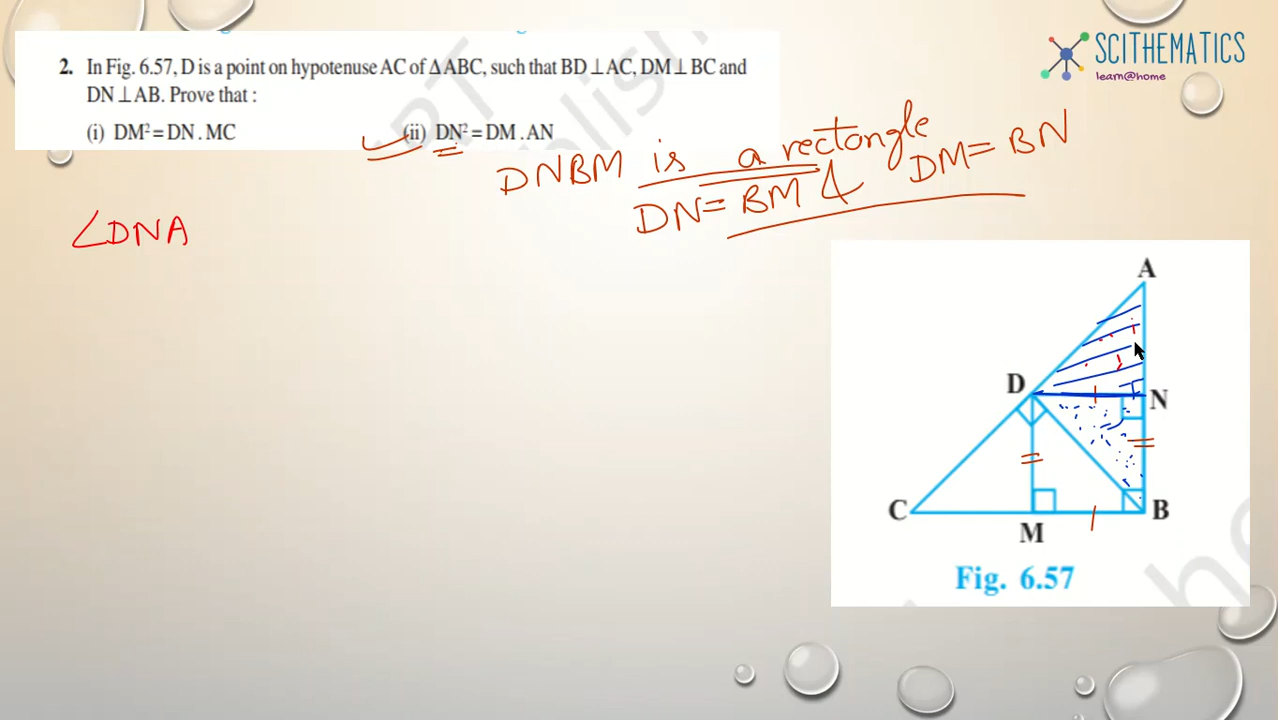 SCITHEMATICS
learn@home
2. In Fig. 6.57, D is a point on hypotenuse AC of ΔABC, such that BD ⊥AC, DM ⊥ BC and
DN ⊥ AB. Prove that :
(i) DM² = DN . MC (ii) DN² = DM . AN
DNBM is a rectangle
DN = BM & DM = BN
∠DNA
A
D
N
C
B
M
Fig. 6.57